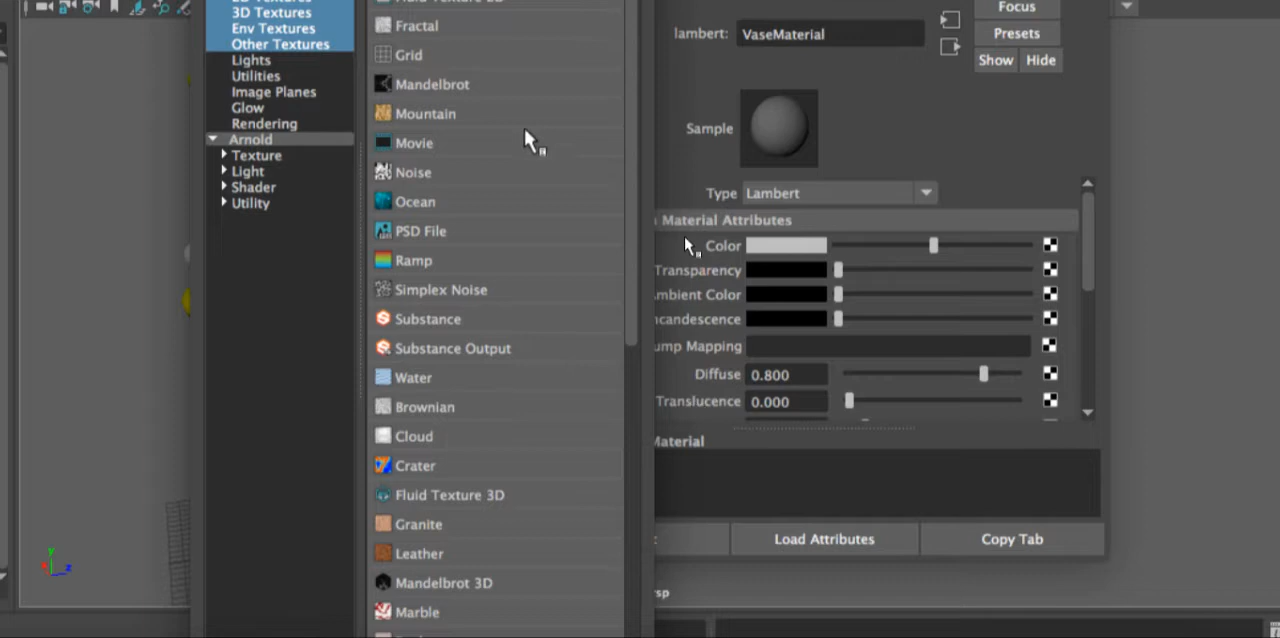 3D Textures
Env Textures
Other Textures
Lights
Utilities
Image Planes
Glow
Rendering
Arnold
Texture
Light
Shader
Utility
Fractal
Grid
Mandelbrot
Mountain
Movie
Noise
Ocean
PSD File
Ramp
Simplex Noise
Substance
Substance Output
Water
Brownian
Cloud
Crater
Fluid Texture 3D
Granite
Leather
Mandelbrot 3D
Marble
lambert: VaseMaterial
Focus
Presets
Show Hide
Sample
Type Lambert
Material Attributes
Color
Transparency
mbient Color
candescence
ump Mapping
Diffuse 0.800
Translucence 0.000
Material
Load Attributes
Copy Tab
rsp
y
z